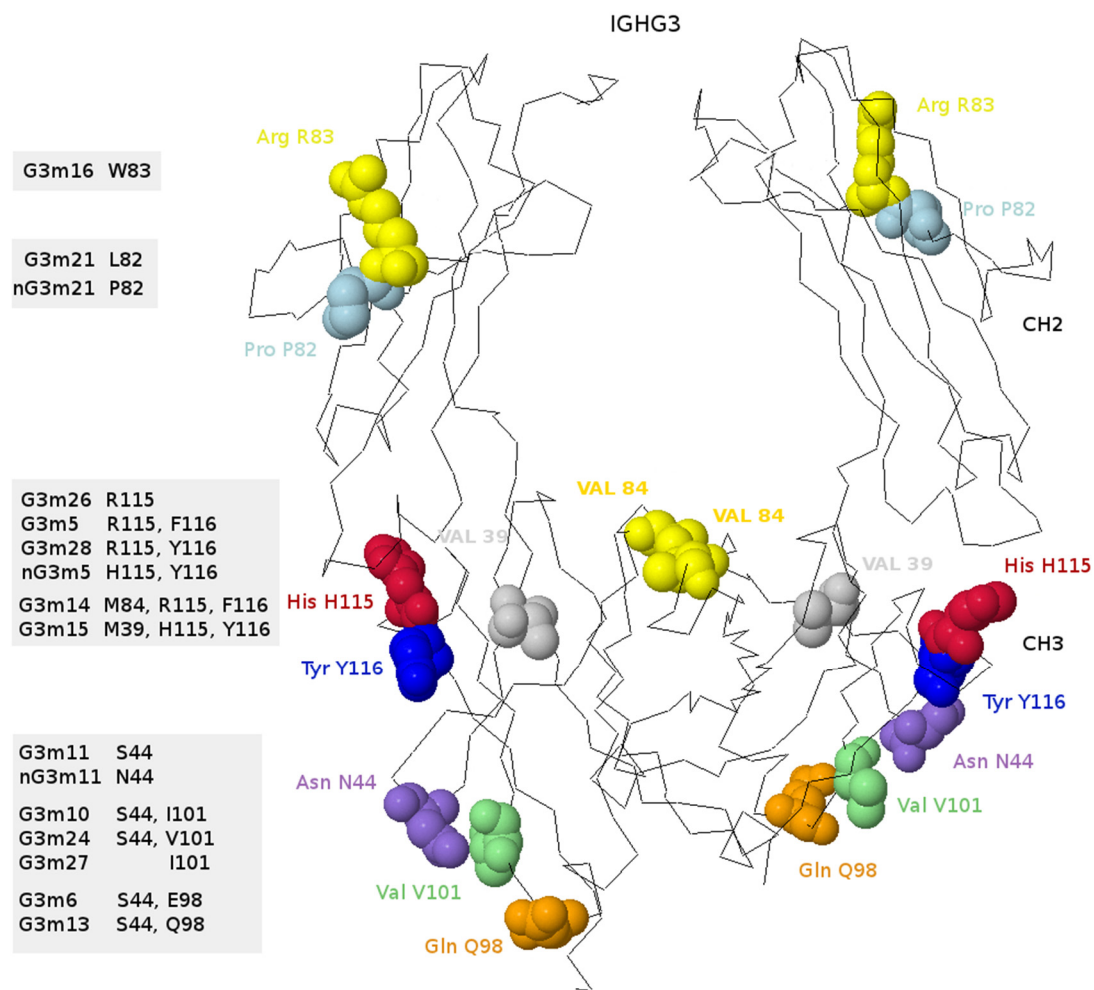 IGHG3
Arg R83
Arg R83
G3m16 W83
Pro P82
G3m21 L82
nG3m21 P82
CH2
Pro P82
G3m26 R115
G3m5 R115, F116
G3m28 R115, Y116
nG3m5 H115, Y116
G3m14 M84, R115, F116
G3m15 M39, H115, Y116
VAL 84
VAL 84
VAL 39
VAL 39
His H115
His H115
CH3
Tyr Y116
Tyr Y116
G3m11 S44
nG3m11 N44
G3m10 S44, I101
G3m24 S44, V101
G3m27 I101
G3m6 S44, E98
G3m13 S44, Q98
Asn N44
Asn N44
Val V101
Val V101
Gln Q98
Gln Q98